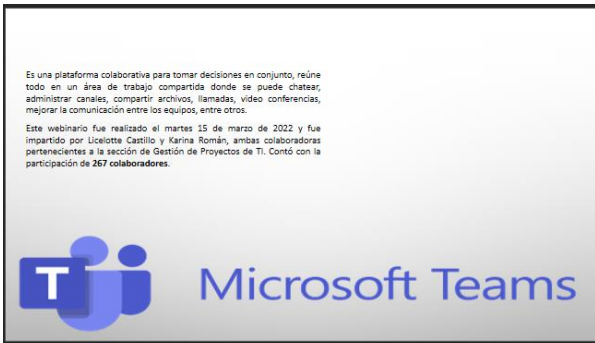 Es una plataforma colaborativa para tomar decisiones en conjunto, reúne
todo en un área de trabajo compartida donde se puede chatear,
administrar canales, compartir archivos, llamadas, video conferencias,
mejorar la comunicación entre los equipos, entre otros.
Este webinario fue realizado el martes 15 de marzo de 2022 y fue
impartido por Licelotte Castillo y Karina Román, ambas colaboradoras
pertenecientes a la sección de Gestión de Proyectos de TI. Contó con la
participación de 267 colaboradores.
T
Microsoft Teams